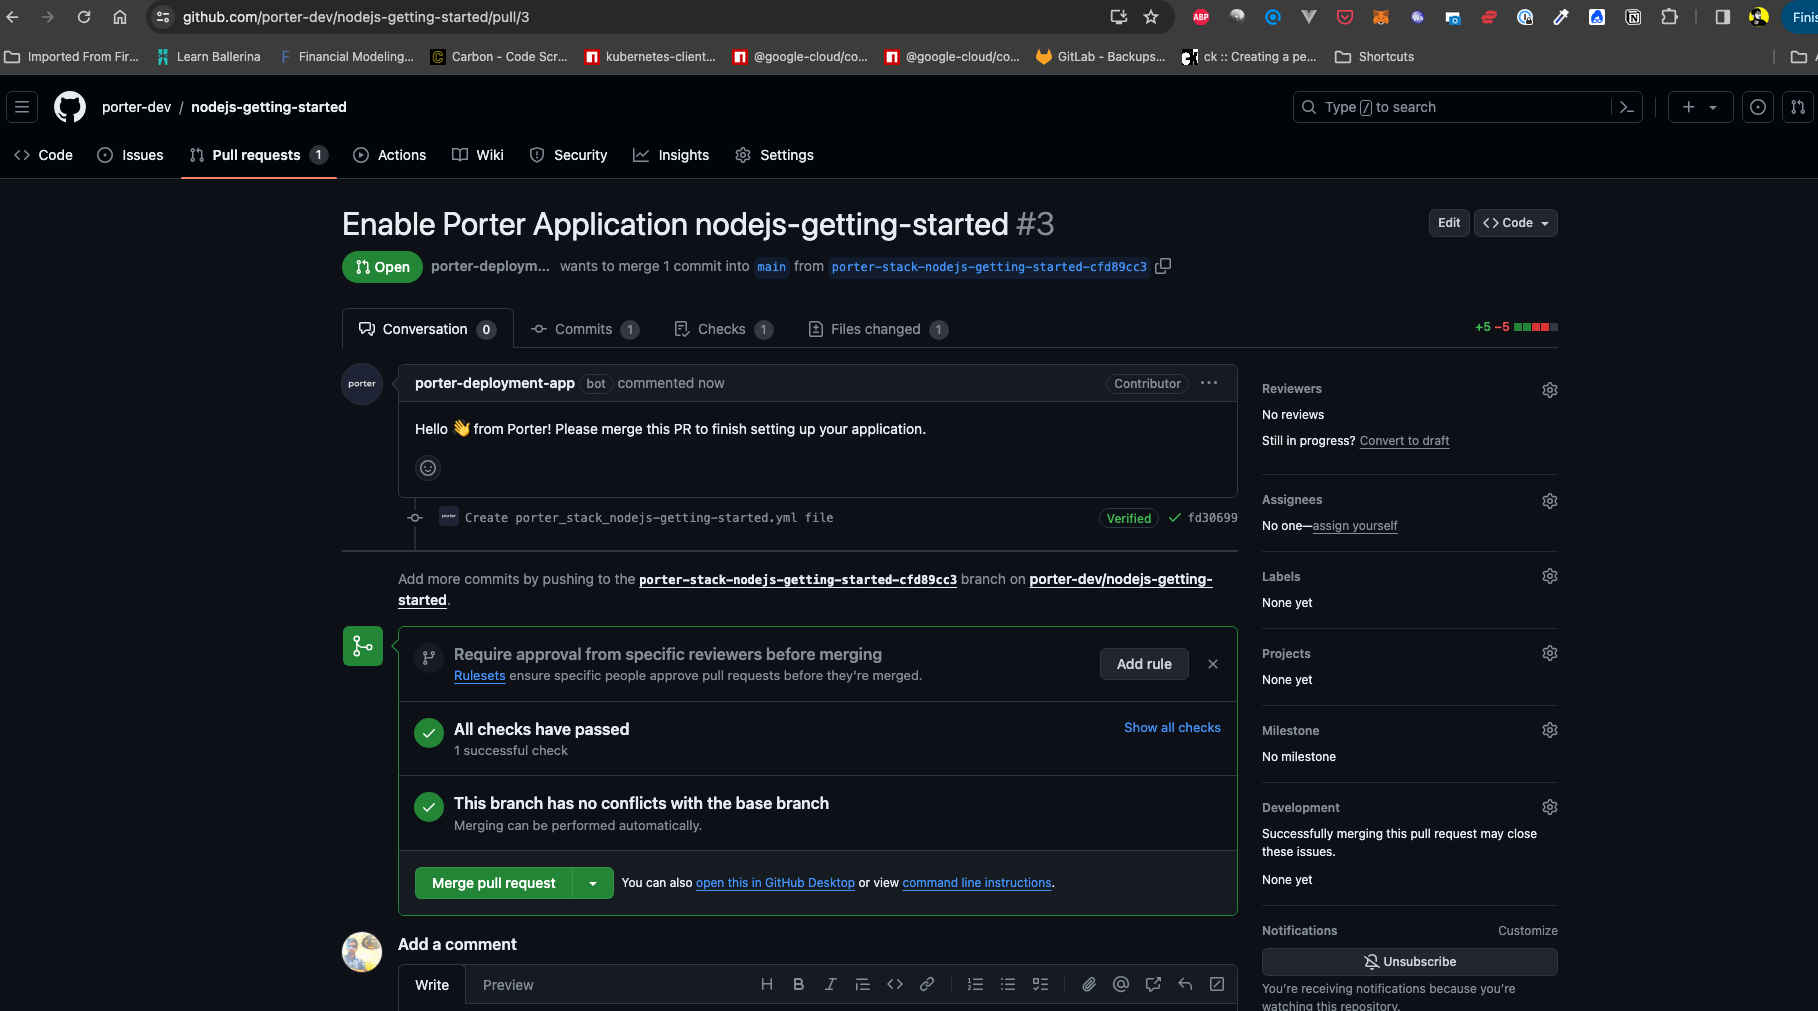 github.com/porter-dev/nodejs-getting-started/pull/3
ABP
Finis
Imported From Fir...
Learn Ballerina
Financial Modeling...
Carbon - Code Scr...
kubernetes-client...
@google-cloud/co...
@google-cloud/co...
GitLab - Backups...
ck :: Creating a pe...
Shortcuts
porter-dev / nodejs-getting-started
Type / to search
Code
Issues
Pull requests 1
Actions
Wiki
Security
Insights
Settings
Enable Porter Application nodejs-getting-started #3
Edit
<> Code
Open
porter-deploym... wants to merge 1 commit into main from porter-stack-nodejs-getting-started-cfd89cc3
Conversation 0
Commits 1
Checks 1
Files changed 1
+5 −5
porter
porter-deployment-app bot commented now
Contributor
Hello 👋 from Porter! Please merge this PR to finish setting up your application.
Create porter_stack_nodejs-getting-started.yml file
Verified
fd30699
Add more commits by pushing to the porter-stack-nodejs-getting-started-cfd89cc3 branch on porter-dev/nodejs-getting-
started.
Require approval from specific reviewers before merging
Rulesets ensure specific people approve pull requests before they're merged.
Add rule
All checks have passed
1 successful check
Show all checks
This branch has no conflicts with the base branch
Merging can be performed automatically.
Merge pull request
You can also open this in GitHub Desktop or view command line instructions.
Add a comment
Write
Preview
Reviewers
No reviews
Still in progress? Convert to draft
Assignees
No one—assign yourself
Labels
None yet
Projects
None yet
Milestone
No milestone
Development
Successfully merging this pull request may close
these issues.
None yet
Notifications
Customize
Unsubscribe
You're receiving notifications because you're
watching this repository.